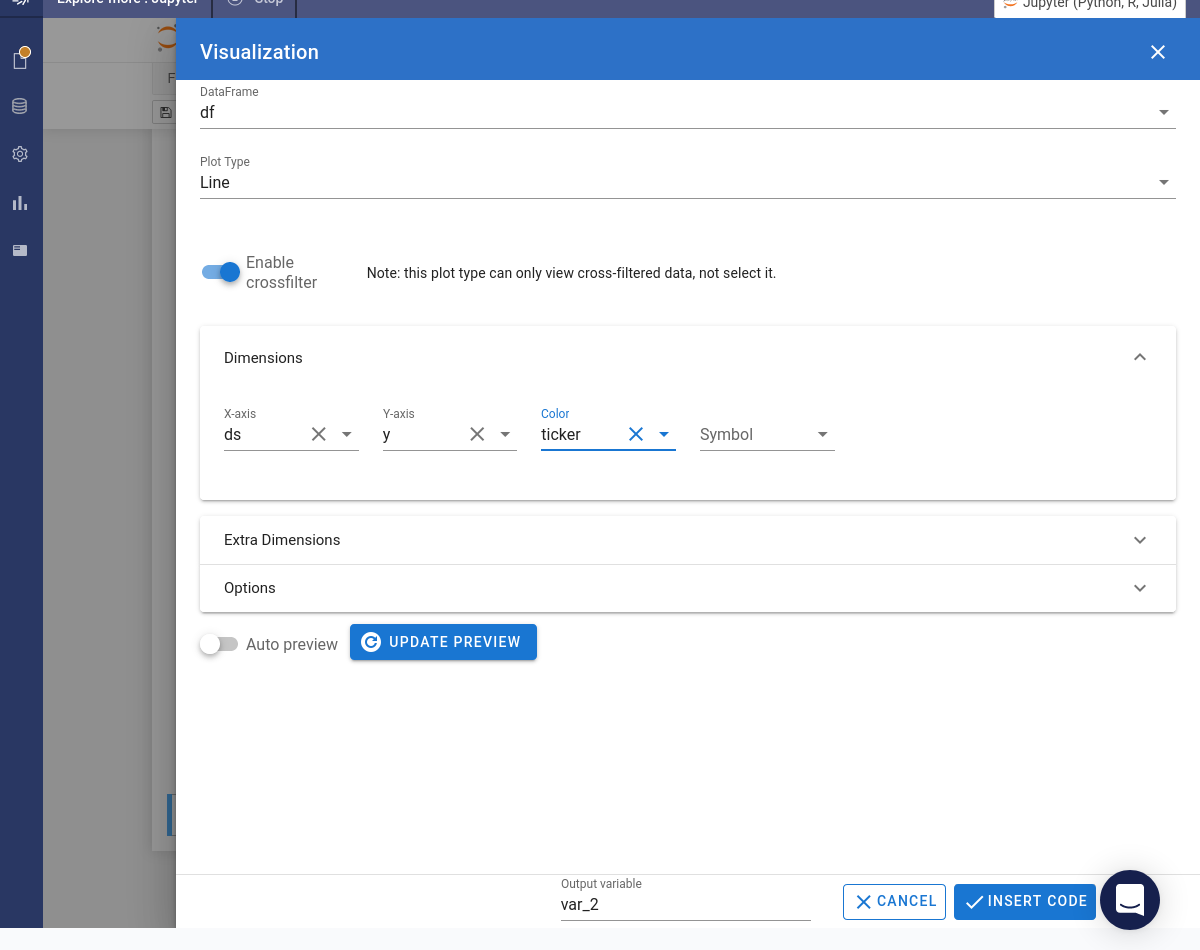 Explore more : Jupyter
Stop
Jupyter (Python, R, Julia)
Visualization
F
DataFrame
df
Plot Type
Line
Enable
crossfilter
Note: this plot type can only view cross-filtered data, not select it.
Dimensions
X-axis
ds
Y-axis
y
Color
ticker
Symbol
Extra Dimensions
Options
Auto preview
UPDATE PREVIEW
Output variable
var_2
CANCEL
INSERT CODE